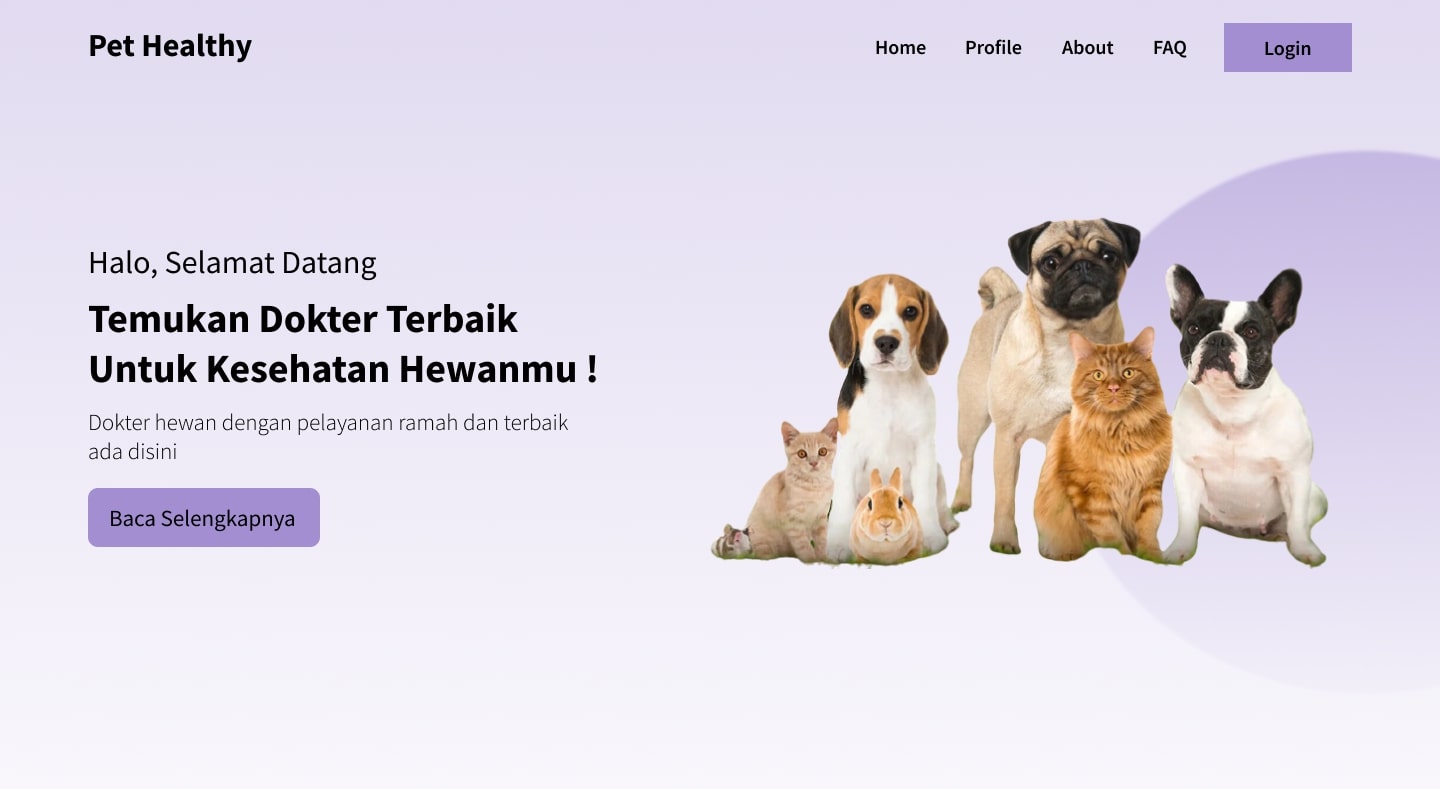 Pet Healthy
Home
Profile
About
FAQ
Login
Halo, Selamat Datang
Temukan Dokter Terbaik
Untuk Kesehatan Hewanmu !
Dokter hewan dengan pelayanan ramah dan terbaik
ada disini
Baca Selengkapnya